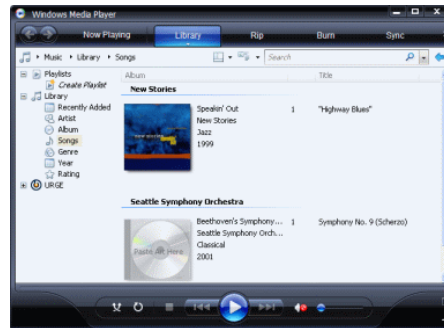 Windows Media Player
Now Playing
Library
Rip
Burn
Sync
Music ▸ Library ▸ Songs
Search
Playlists
Create Playlist
Library
Recently Added
Artist
Album
Songs
Genre
Year
Rating
URGE
Album
Title
New Stories
Speakin' Out
1
"Highway Blues"
New Stories
Jazz
1999
Seattle Symphony Orchestra
Beethoven's Symphony...
1
Symphony No. 9 (Scherzo)
Seattle Symphony Orch...
Classical
2001
Paste Art Here